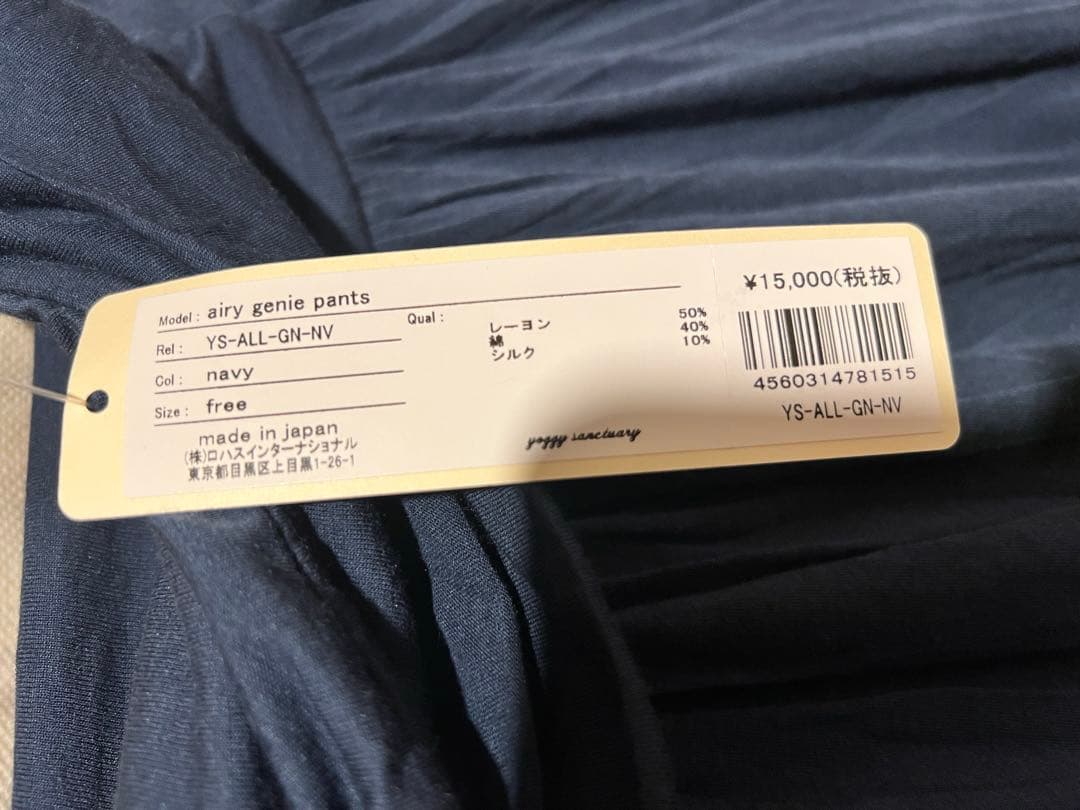 Model : airy genie pants
Rel : YS-ALL-GN-NV
Col : navy
Size : free
made in japan
(株)ロハスインターナショナル
東京都目黒区上目黒1-26-1
Qual :
レーヨン 50%
綿 40%
シルク 10%
yoggy sanctuary
¥15,000(税抜)
4560314781515
YS-ALL-GN-NV